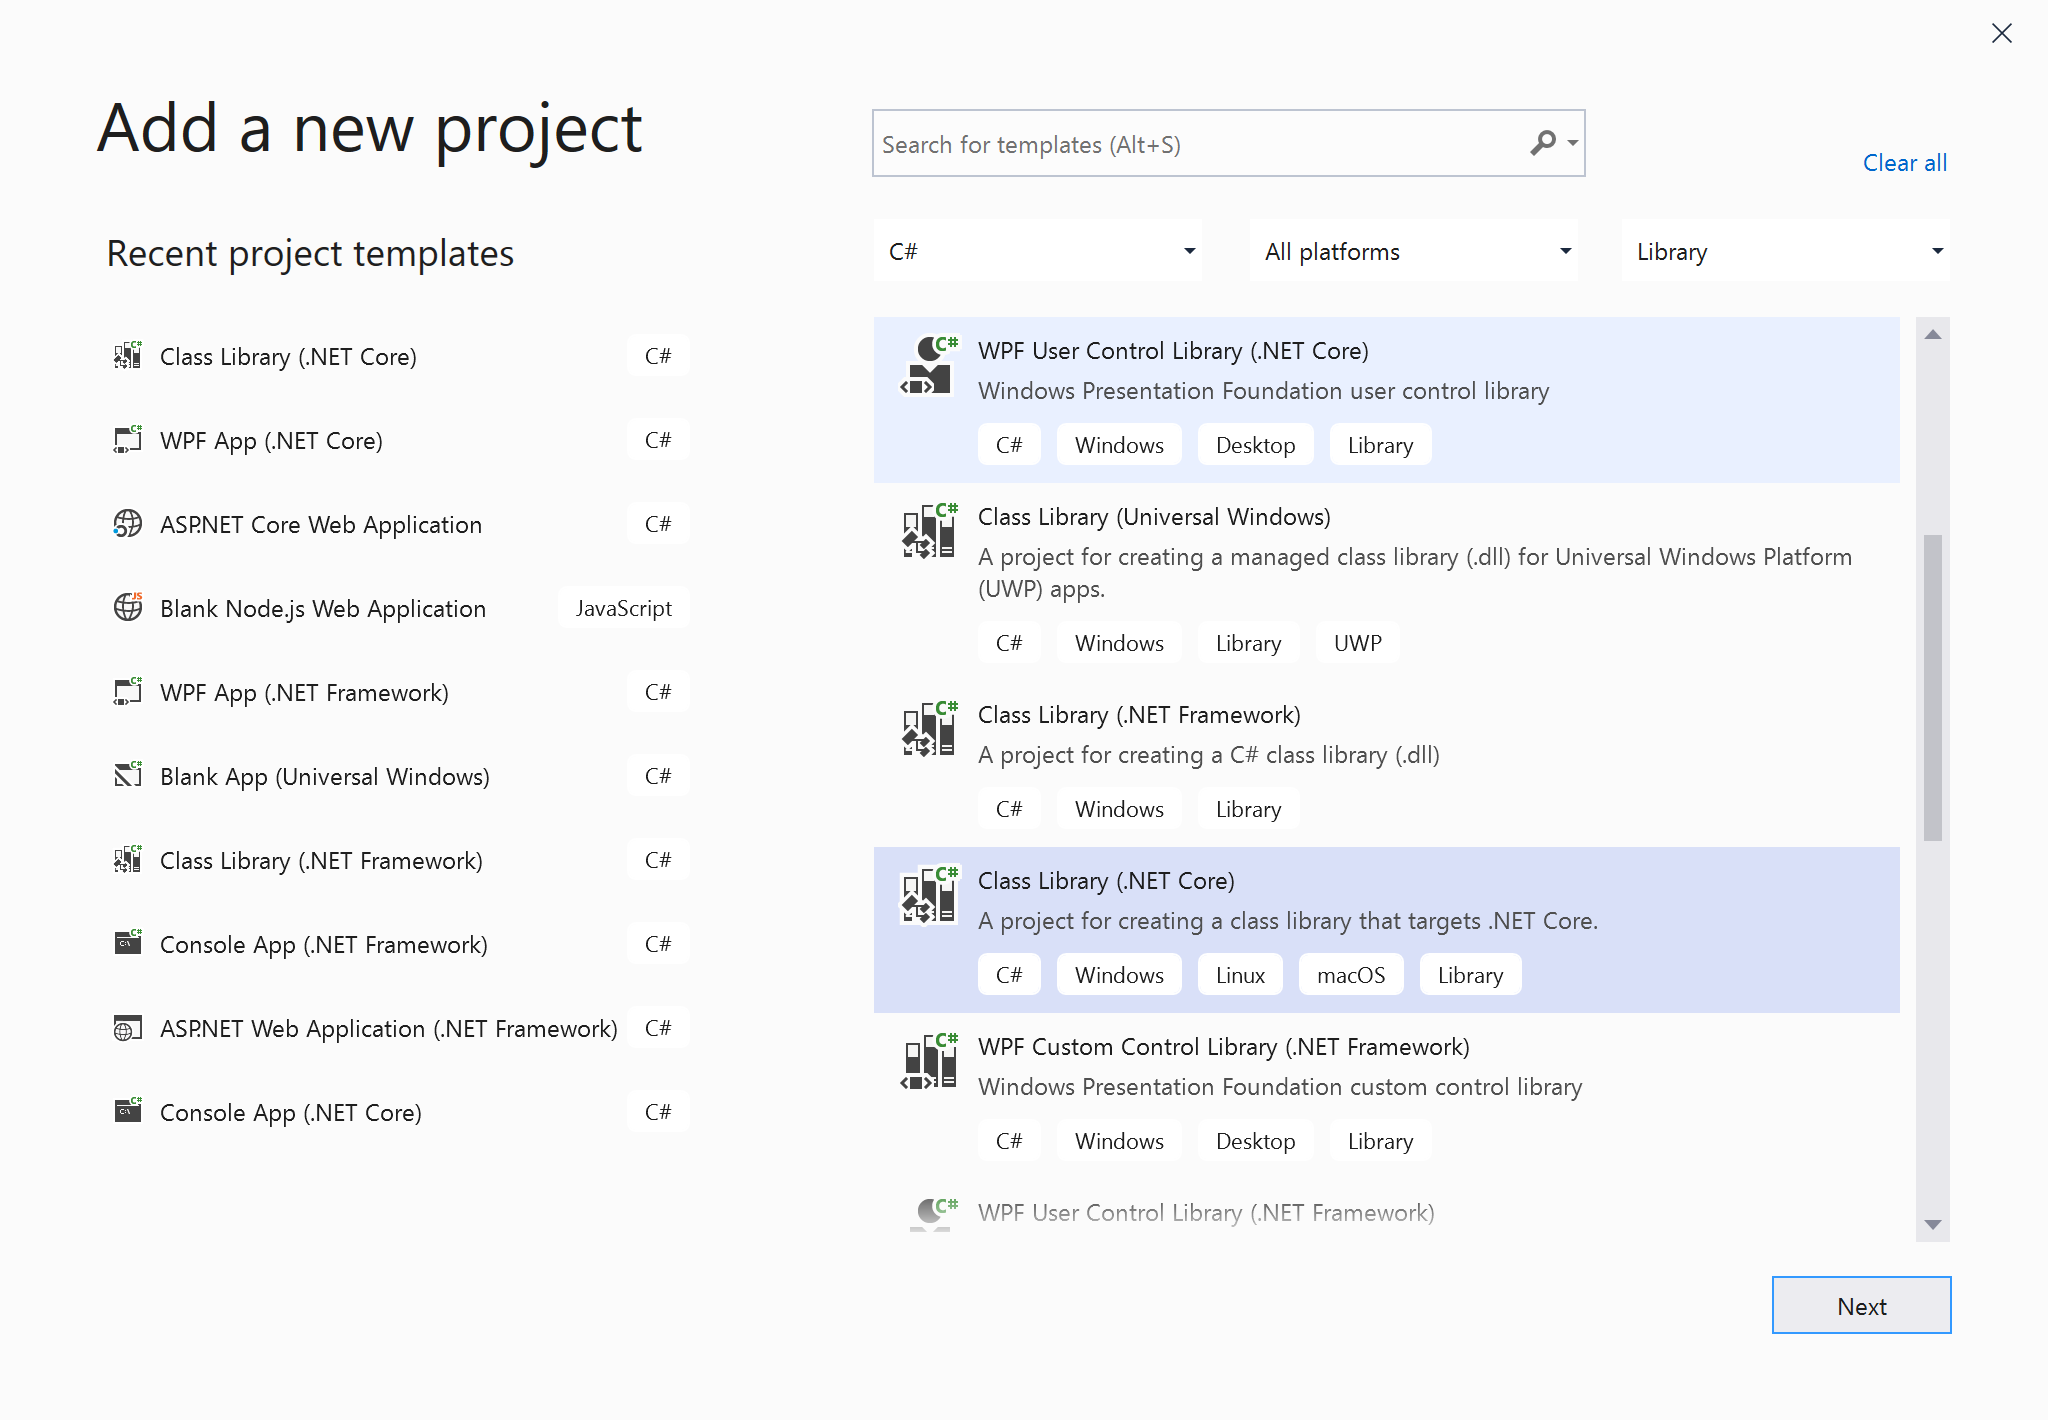 Add a new project
Search for templates (Alt+S)
Clear all
Recent project templates
C#
All platforms
Library
Class Library (.NET Core) C#
WPF App (.NET Core) C#
ASP.NET Core Web Application C#
Blank Node.js Web Application JavaScript
WPF App (.NET Framework) C#
Blank App (Universal Windows) C#
Class Library (.NET Framework) C#
Console App (.NET Framework) C#
ASP.NET Web Application (.NET Framework) C#
Console App (.NET Core) C#
WPF User Control Library (.NET Core)
Windows Presentation Foundation user control library
C# Windows Desktop Library
Class Library (Universal Windows)
A project for creating a managed class library (.dll) for Universal Windows Platform
(UWP) apps.
C# Windows Library UWP
Class Library (.NET Framework)
A project for creating a C# class library (.dll)
C# Windows Library
Class Library (.NET Core)
A project for creating a class library that targets .NET Core.
C# Windows Linux macOS Library
WPF Custom Control Library (.NET Framework)
Windows Presentation Foundation custom control library
C# Windows Desktop Library
WPF User Control Library (.NET Framework)
Next